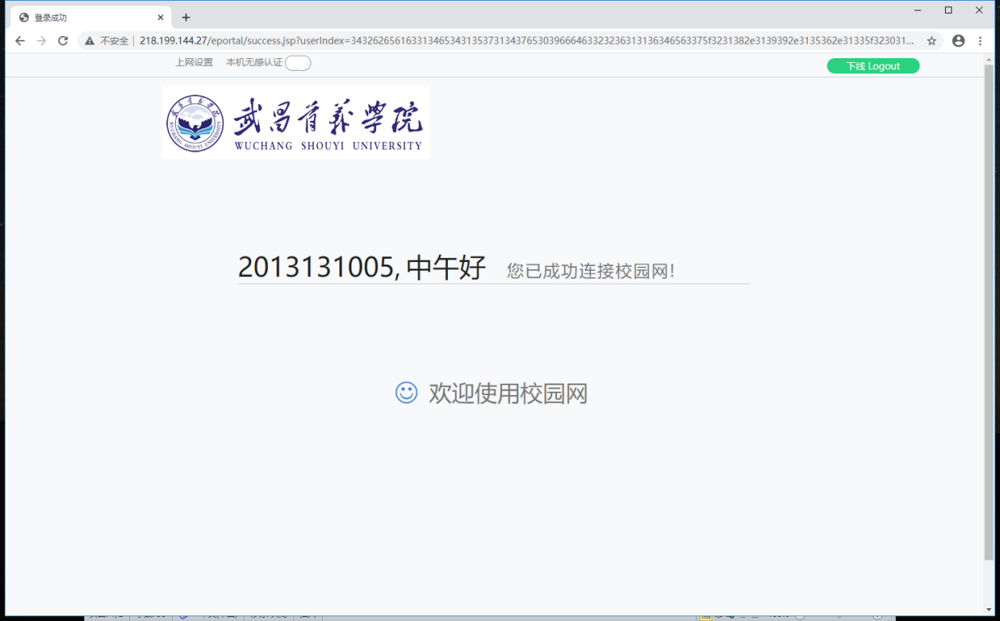 登录成功
不安全 218.199.144.27/eportal/success.jsp?userIndex=34326265616331346534313537313437653039666463323236313136346563375f3231382e3139392e3135362e31335f323031...
上网设置 本机无感认证 下线 Logout
武昌首义学院
WUCHANG SHOUYI UNIVERSITY
2013131005, 中午好 您已成功连接校园网!
欢迎使用校园网